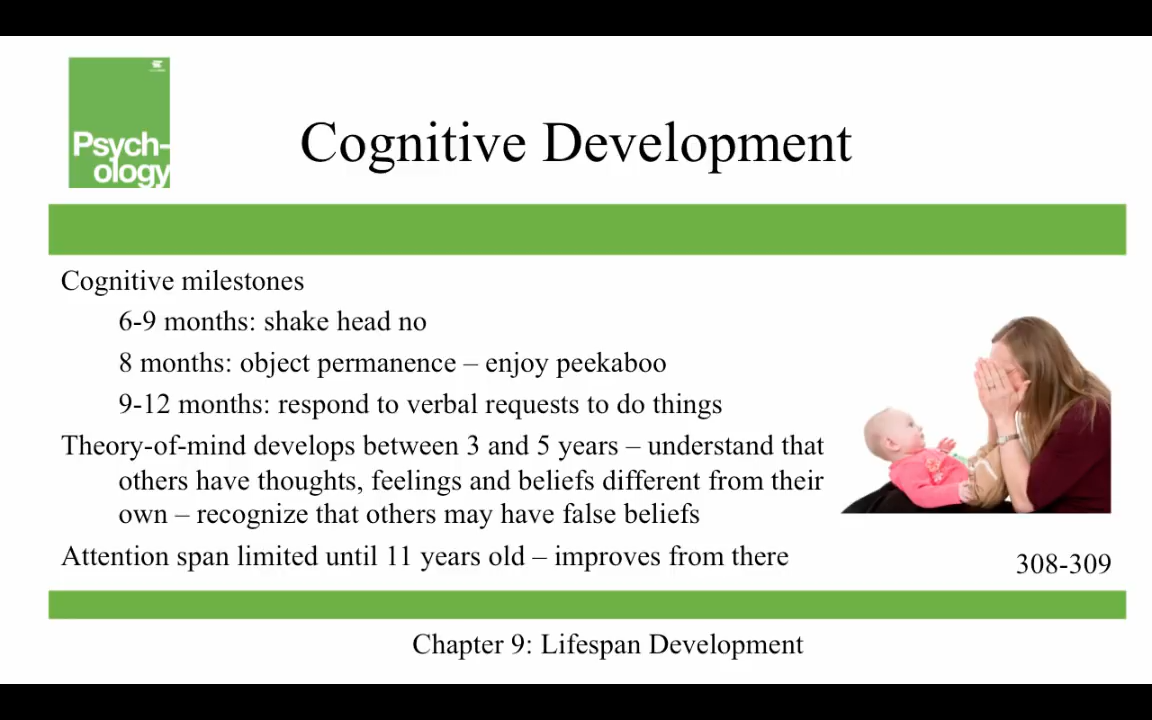 Psych-
ology
Cognitive Development
Cognitive milestones
6-9 months: shake head no
8 months: object permanence – enjoy peekaboo
9-12 months: respond to verbal requests to do things
Theory-of-mind develops between 3 and 5 years – understand that
others have thoughts, feelings and beliefs different from their
own – recognize that others may have false beliefs
Attention span limited until 11 years old – improves from there
308-309
Chapter 9: Lifespan Development